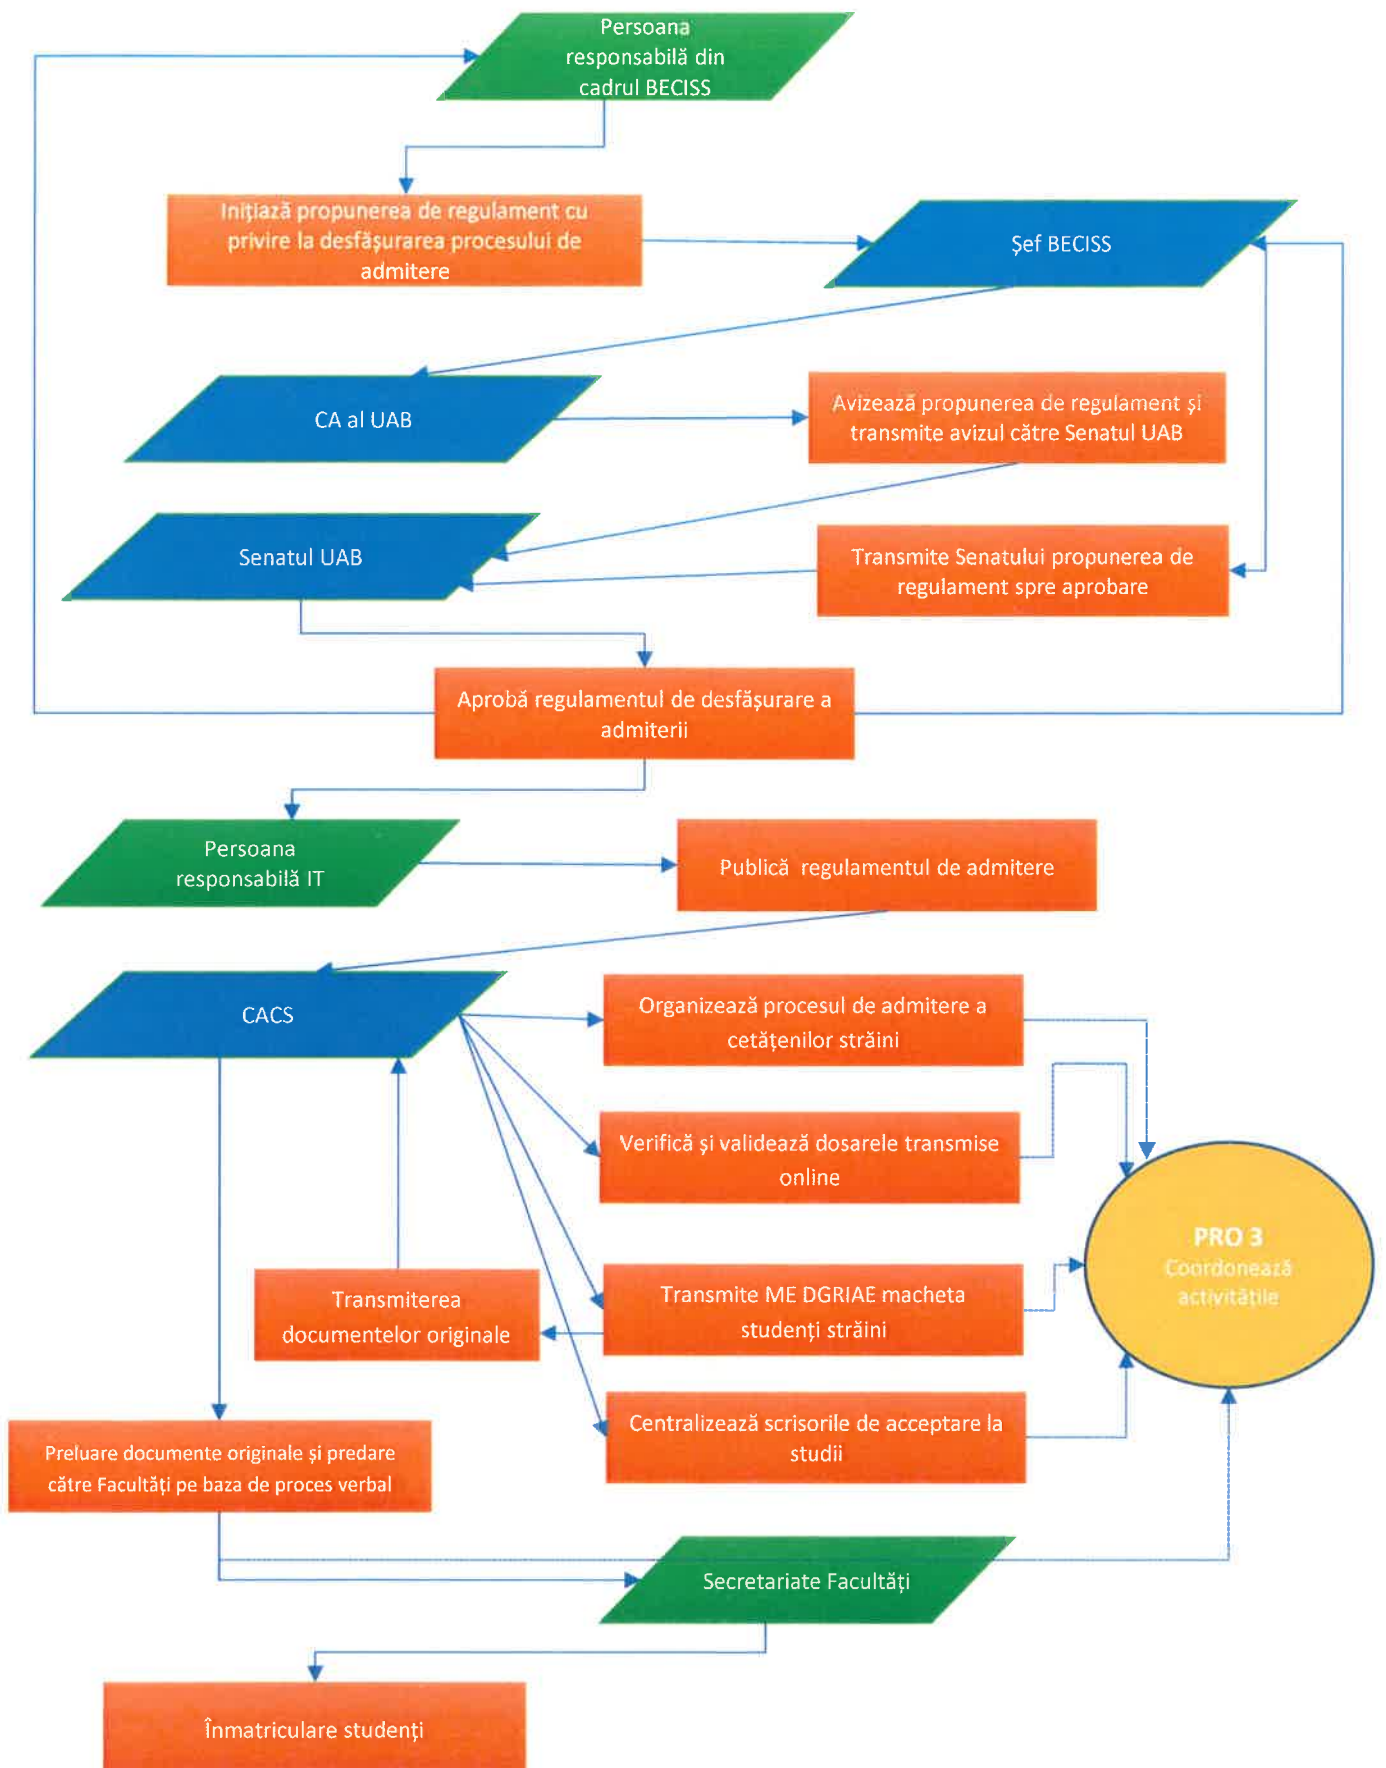 Persoana
responsabilă din
cadrul BECISS
Inițiază propunerea de regulament cu
privire la desfășurarea procesului de
admitere
Șef BECISS
CA al UAB
Avizează propunerea de regulament și
transmite avizul către Senatul UAB
Senatul UAB
Transmite Senatului propunerea de
regulament spre aprobare
Aprobă regulamentul de desfășurare a
admiterii
Persoana
responsabilă IT
Publică regulamentul de admitere
CACS
Organizează procesul de admitere a
cetățenilor străini
Verifică și validează dosarele transmise
online
PRO 3
Coordonează
activitățile
Transmiterea
documentelor originale
Transmite ME DGRIAE macheta
studenți străini
Centralizează scrisorile de acceptare la
studii
Preluare documente originale și predare
către Facultăți pe baza de proces verbal
Secretariate Facultăți
Înmatriculare studenți